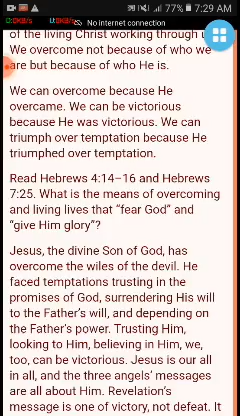 0.0KB/s 0.0KB/s 77% 7:29 AM
No internet connection
of the living Christ working through
We overcome not because of who we
are but because of who He is.
We can overcome because He
overcame. We can be victorious
because He was victorious. We can
triumph over temptation because He
triumphed over temptation.
Read Hebrews 4:14–16 and Hebrews
7:25. What is the means of overcoming
and living lives that “fear God” and
“give Him glory”?
Jesus, the divine Son of God, has
overcome the wiles of the devil. He
faced temptations trusting in the
promises of God, surrendering His will
to the Father’s will, and depending on
the Father's power. Trusting Him,
looking to Him, believing in Him, we,
too, can be victorious. Jesus is our all
in all, and the three angels’ messages
are all about Him. Revelation’s
message is one of victory, not defeat. It